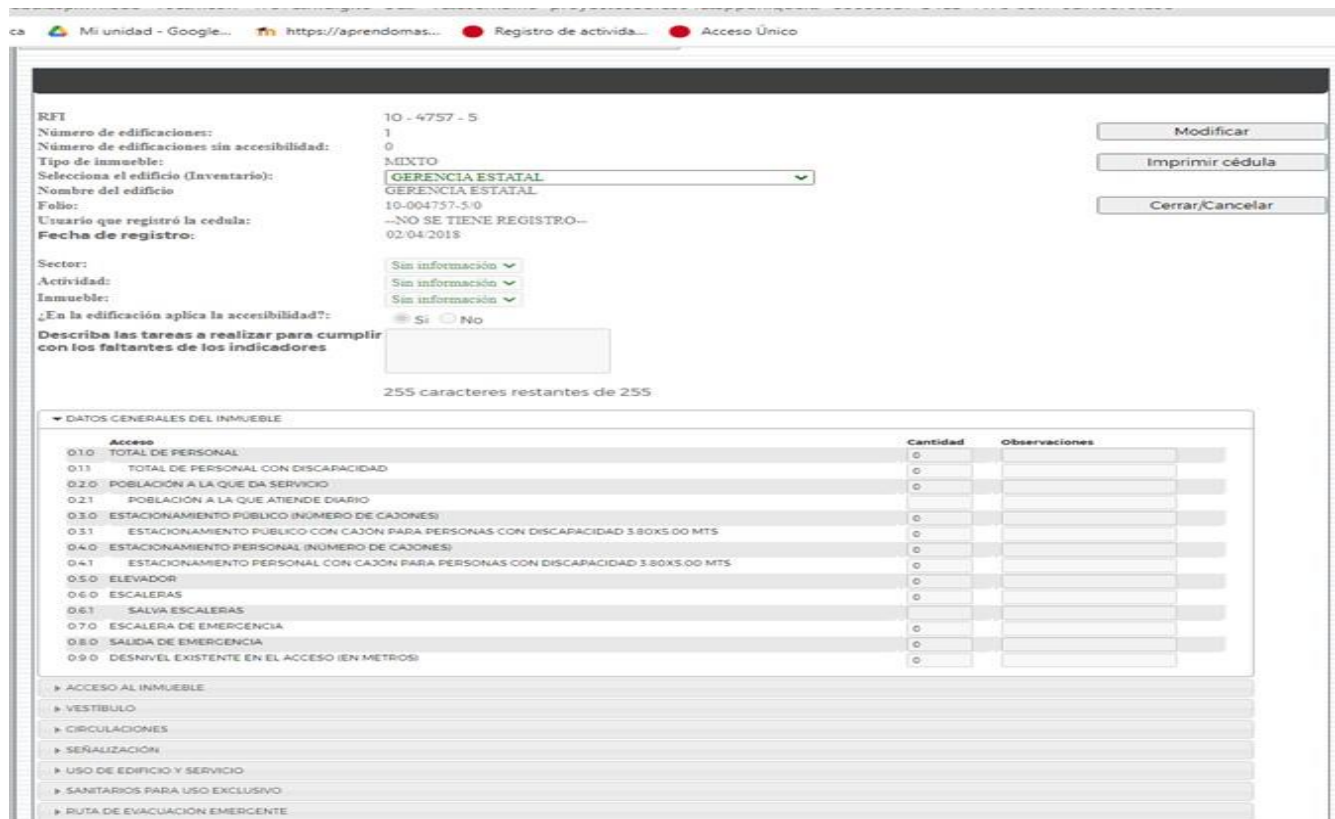 ca Mi unidad - Google... https://aprendomas... Registro de activida... Acceso Único
RFI 10 - 4757 - 5
Número de edificaciones: 1
Modificar
Número de edificaciones sin accesibilidad: 0
Tipo de inmueble: MIXTO
Imprimir cédula
Selecciona el edificio (Inventario): GERENCIA ESTATAL
Nombre del edificio GERENCIA ESTATAL
Folio: 10-004757-5/0
Cerrar/Cancelar
Usuario que registró la cedula: --NO SE TIENE REGISTRO--
Fecha de registro: 02/04/2018
Sector: Sin información
Actividad: Sin información
Inmueble: Sin información
¿En la edificación aplica la accesibilidad?: Si No
Describa las tareas a realizar para cumplir
con los faltantes de los indicadores
255 caracteres restantes de 255
DATOS GENERALES DEL INMUEBLE
Acceso Cantidad Observaciones
0.1.0 TOTAL DE PERSONAL 0
0.1.1 TOTAL DE PERSONAL CON DISCAPACIDAD 0
0.2.0 POBLACIÓN A LA QUE DA SERVICIO 0
0.2.1 POBLACIÓN A LA QUE ATIENDE DIARIO
0.3.0 ESTACIONAMIENTO PÚBLICO (NÚMERO DE CAJONES) 0
0.3.1 ESTACIONAMIENTO PÚBLICO CON CAJÓN PARA PERSONAS CON DISCAPACIDAD 3.80X5.00 MTS 0
0.4.0 ESTACIONAMIENTO PERSONAL (NÚMERO DE CAJONES) 0
0.4.1 ESTACIONAMIENTO PERSONAL CON CAJÓN PARA PERSONAS CON DISCAPACIDAD 3.80X5.00 MTS 0
0.5.0 ELEVADOR 0
0.6.0 ESCALERAS 0
0.6.1 SALVA ESCALERAS
0.7.0 ESCALERA DE EMERGENCIA 0
0.8.0 SALIDA DE EMERGENCIA 0
0.9.0 DESNIVEL EXISTENTE EN EL ACCESO (EN METROS) 0
ACCESO AL INMUEBLE
VESTÍBULO
CIRCULACIONES
SEÑALIZACIÓN
USO DE EDIFICIO Y SERVICIO
SANITARIOS PARA USO EXCLUSIVO
RUTA DE EVACUACIÓN EMERGENTE